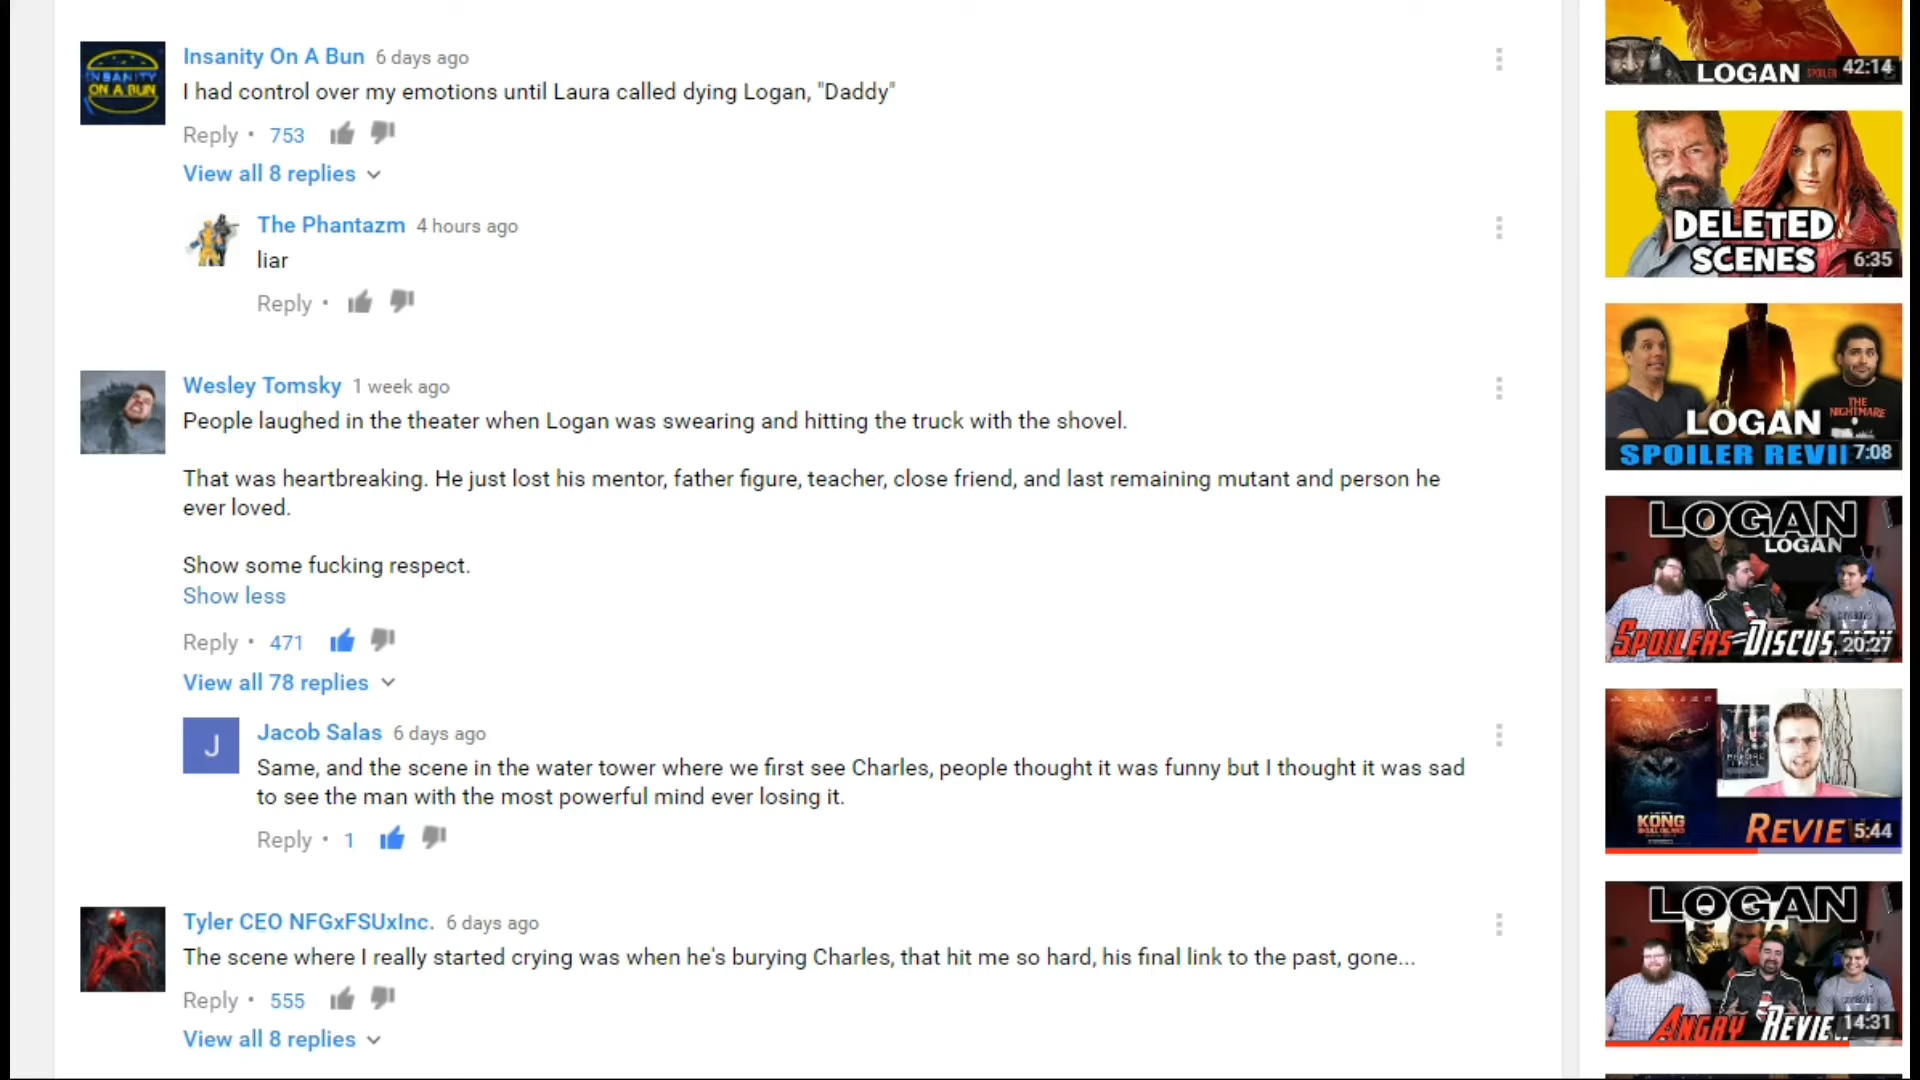 INSANITY
ON A BUN
Insanity On A Bun 6 days ago
I had control over my emotions until Laura called dying Logan, "Daddy"
Reply • 753
View all 8 replies
The Phantazm 4 hours ago
liar
Reply •
Wesley Tomsky 1 week ago
People laughed in the theater when Logan was swearing and hitting the truck with the shovel.
That was heartbreaking. He just lost his mentor, father figure, teacher, close friend, and last remaining mutant and person he
ever loved.
Show some fucking respect.
Show less
Reply • 471
View all 78 replies
J
Jacob Salas 6 days ago
Same, and the scene in the water tower where we first see Charles, people thought it was funny but I thought it was sad
to see the man with the most powerful mind ever losing it.
Reply • 1
Tyler CEO NFGxFSUxInc. 6 days ago
The scene where I really started crying was when he's burying Charles, that hit me so hard, his final link to the past, gone...
Reply • 555
View all 8 replies
LOGAN SPOILER 42:14
DELETED
SCENES 6:35
THE
NIGHTMARE
LOGAN
SPOILER REVI 7:08
LOGAN
LOGAN
SPOILERS DISCUS 20:27
KONG
SKULL ISLAND
REVIE 5:44
LOGAN
ANGRY REVIE 14:31